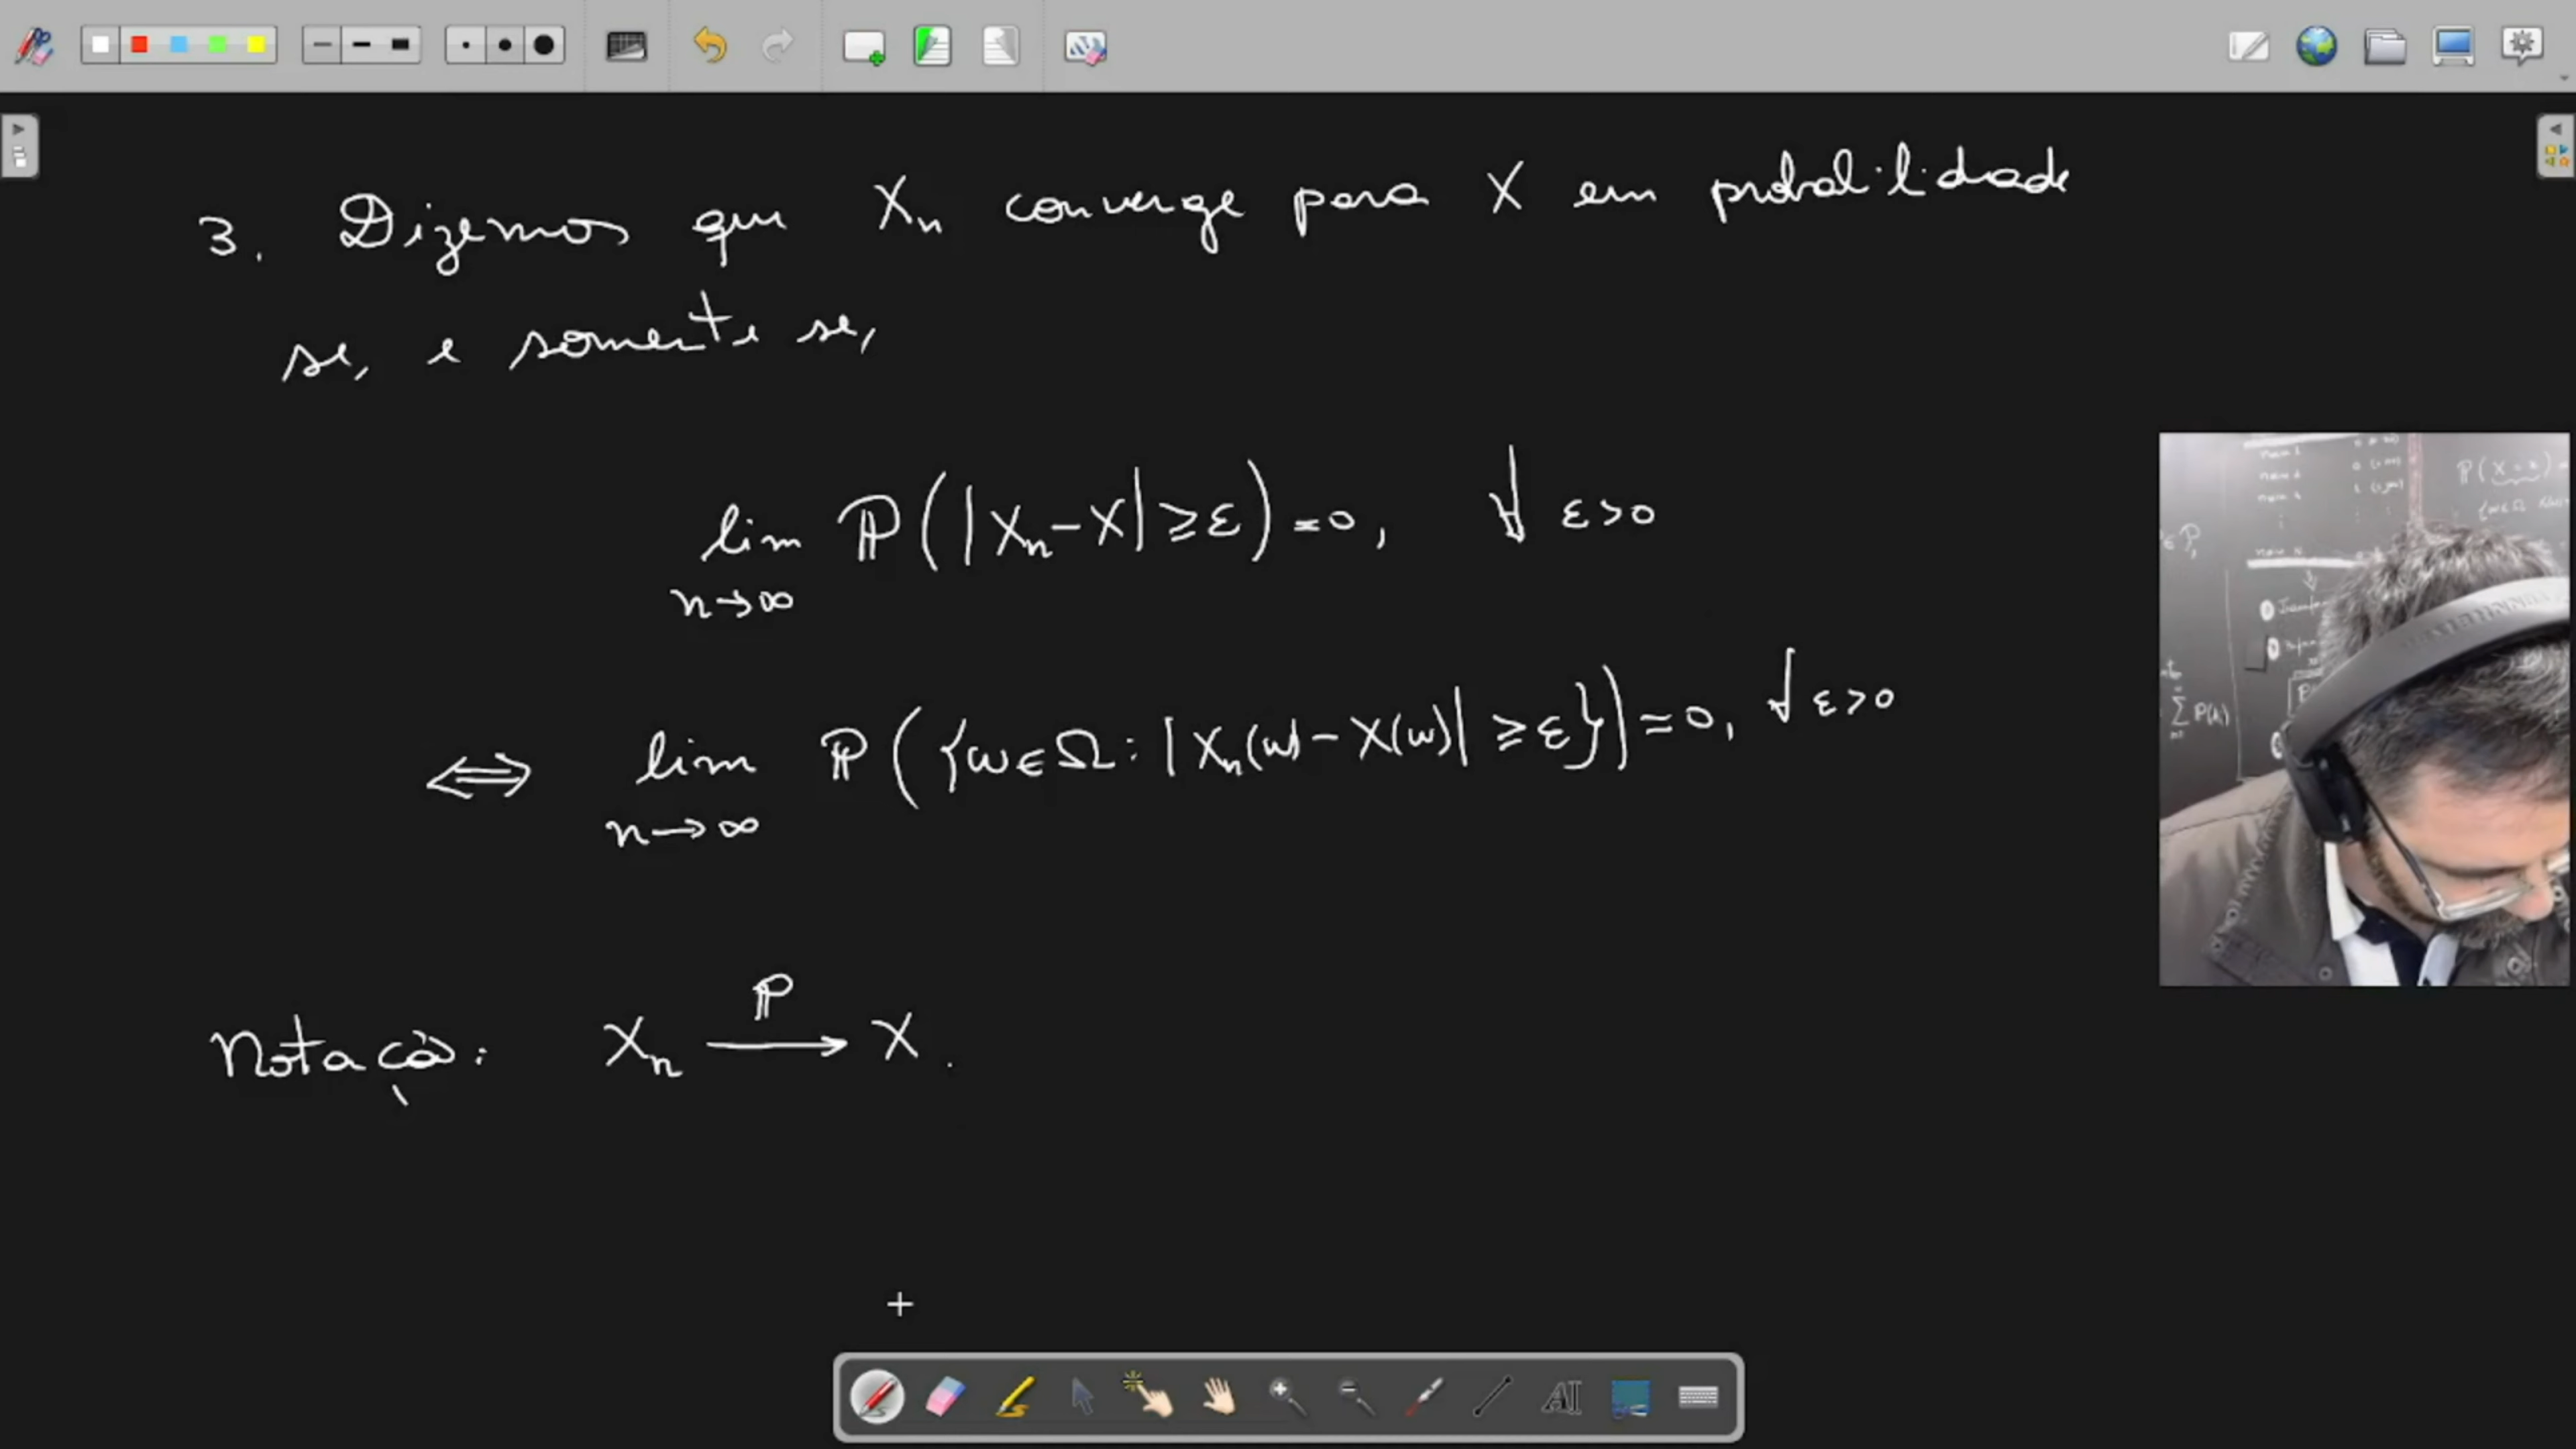 3. Dizemos que Xn converge para X em probabilidade
se, e somente se,
lim P(|Xn-X| ≥ ε) = 0, ∀ ε>0
n→∞
⟺ lim P({ω∈Ω: |Xn(ω) - X(ω)| ≥ ε}) = 0, ∀ ε>0
n→∞
Notação: Xn →P X.
AI
P(X=x)
∑P(A)